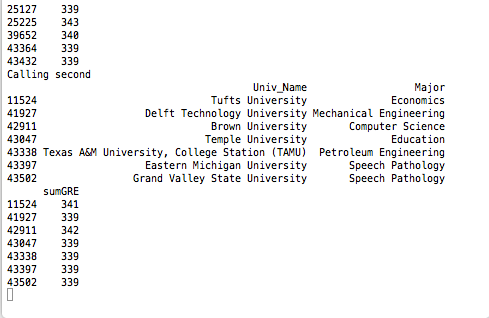 25127 339
25225 343
39652 340
43364 339
43432 339
Calling second
Univ_Name Major
11524 Tufts University Economics
41927 Delft Technology University Mechanical Engineering
42911 Brown University Computer Science
43047 Temple University Education
43338 Texas A&M University, College Station (TAMU) Petroleum Engineering
43397 Eastern Michigan University Speech Pathology
43502 Grand Valley State University Speech Pathology
sumGRE
11524 341
41927 339
42911 342
43047 339
43338 339
43397 339
43502 339